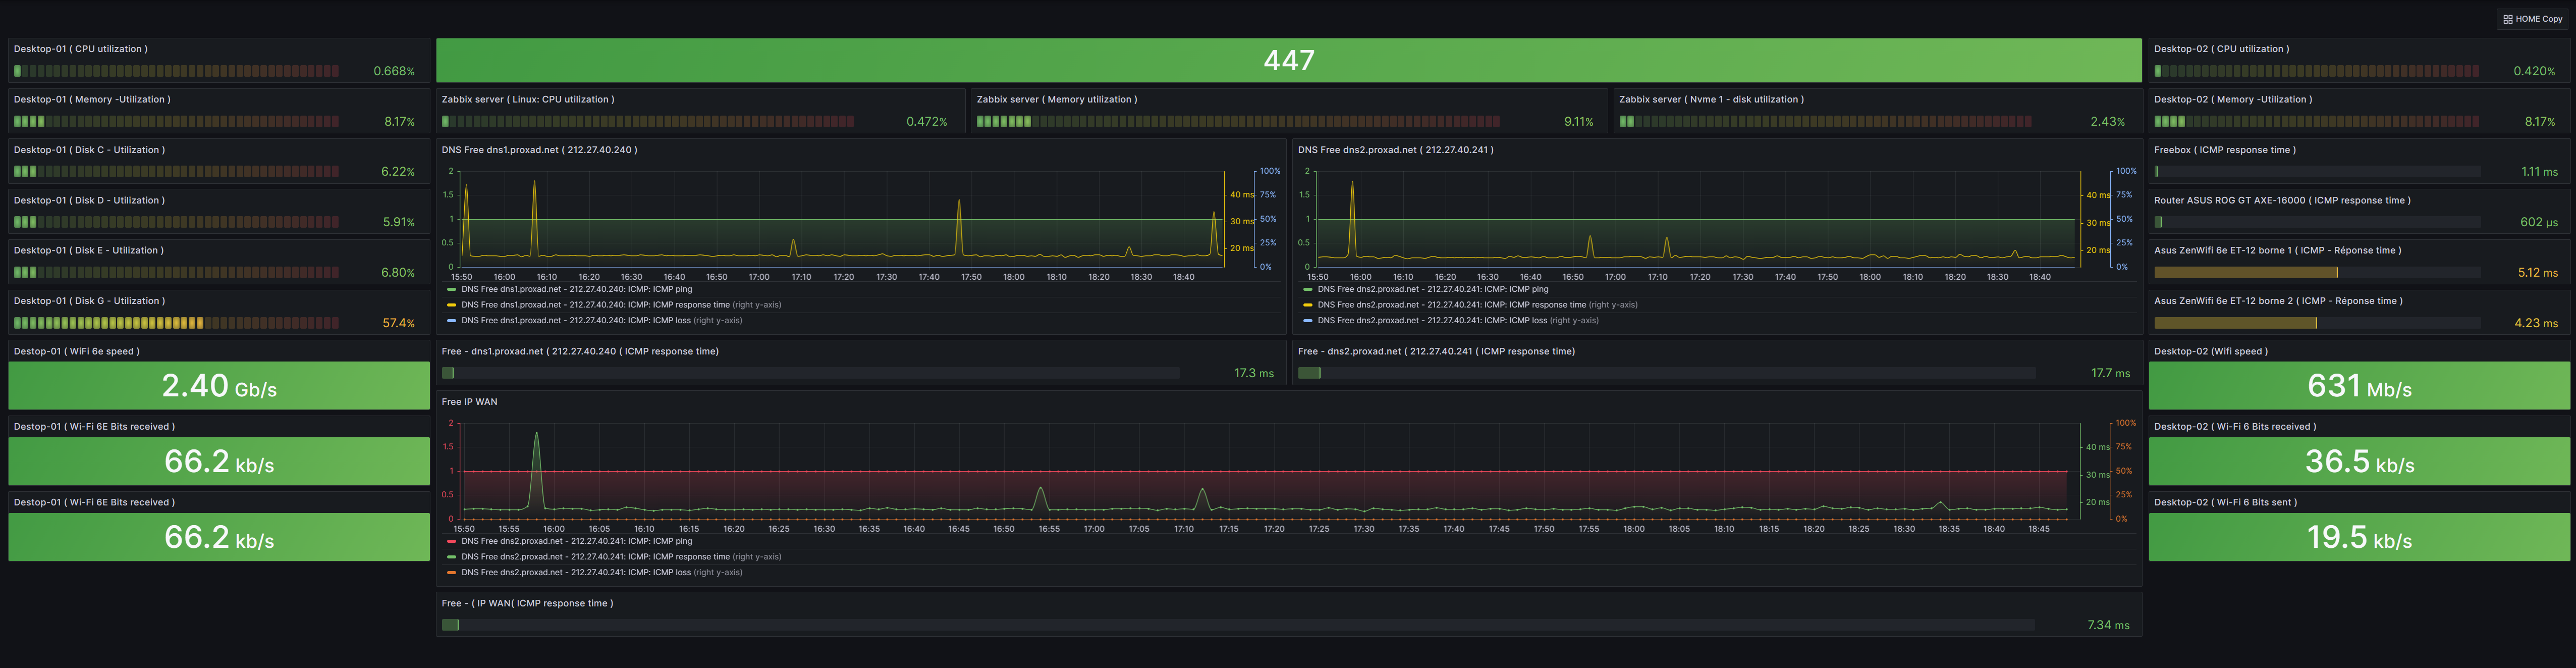 HOME Copy
Desktop-01 ( CPU utilization )
0.668%
Desktop-01 ( Memory -Utilization )
8.17%
Desktop-01 ( Disk C - Utilization )
6.22%
Desktop-01 ( Disk D - Utilization )
5.91%
Desktop-01 ( Disk E - Utilization )
6.80%
Desktop-01 ( Disk G - Utilization )
57.4%
Destop-01 ( WiFi 6e speed )
2.40 Gb/s
Destop-01 ( Wi-Fi 6E Bits received )
66.2 kb/s
Destop-01 ( Wi-Fi 6E Bits received )
66.2 kb/s
447
Zabbix server ( Linux: CPU utilization )
0.472%
Zabbix server ( Memory utilization )
9.11%
Zabbix server ( Nvme 1 - disk utilization )
2.43%
DNS Free dns1.proxad.net ( 212.27.40.240 )
2
1.5
1
0.5
0
40 ms
30 ms
20 ms
100%
75%
50%
25%
0%
15:50 16:00 16:10 16:20 16:30 16:40 16:50 17:00 17:10 17:20 17:30 17:40 17:50 18:00 18:10 18:20 18:30 18:40
DNS Free dns1.proxad.net - 212.27.40.240: ICMP: ICMP ping
DNS Free dns1.proxad.net - 212.27.40.240: ICMP: ICMP response time (right y-axis)
DNS Free dns1.proxad.net - 212.27.40.240: ICMP: ICMP loss (right y-axis)
DNS Free dns2.proxad.net ( 212.27.40.241 )
2
1.5
1
0.5
0
40 ms
30 ms
20 ms
100%
75%
50%
25%
0%
15:50 16:00 16:10 16:20 16:30 16:40 16:50 17:00 17:10 17:20 17:30 17:40 17:50 18:00 18:10 18:20 18:30 18:40
DNS Free dns2.proxad.net - 212.27.40.241: ICMP: ICMP ping
DNS Free dns2.proxad.net - 212.27.40.241: ICMP: ICMP response time (right y-axis)
DNS Free dns2.proxad.net - 212.27.40.241: ICMP: ICMP loss (right y-axis)
Free - dns1.proxad.net ( 212.27.40.240 ( ICMP response time)
17.3 ms
Free - dns2.proxad.net ( 212.27.40.241 ( ICMP response time)
17.7 ms
Free IP WAN
2
1.5
1
0.5
0
40 ms
30 ms
20 ms
100%
75%
50%
25%
0%
15:50 15:55 16:00 16:05 16:10 16:15 16:20 16:25 16:30 16:35 16:40 16:45 16:50 16:55 17:00 17:05 17:10 17:15 17:20 17:25 17:30 17:35 17:40 17:45 17:50 17:55 18:00 18:05 18:10 18:15 18:20 18:25 18:30 18:35 18:40 18:45
DNS Free dns2.proxad.net - 212.27.40.241: ICMP: ICMP ping
DNS Free dns2.proxad.net - 212.27.40.241: ICMP: ICMP response time (right y-axis)
DNS Free dns2.proxad.net - 212.27.40.241: ICMP: ICMP loss (right y-axis)
Free - ( IP WAN( ICMP response time )
7.34 ms
Desktop-02 ( CPU utilization )
0.420%
Desktop-02 ( Memory -Utilization )
8.17%
Freebox ( ICMP response time )
1.11 ms
Router ASUS ROG GT AXE-16000 ( ICMP response time )
602 µs
Asus ZenWifi 6e ET-12 borne 1 ( ICMP - Réponse time )
5.12 ms
Asus ZenWifi 6e ET-12 borne 2 ( ICMP - Réponse time )
4.23 ms
Desktop-02 (Wifi speed )
631 Mb/s
Desktop-02 ( Wi-Fi 6 Bits received )
36.5 kb/s
Desktop-02 ( Wi-Fi 6 Bits sent )
19.5 kb/s